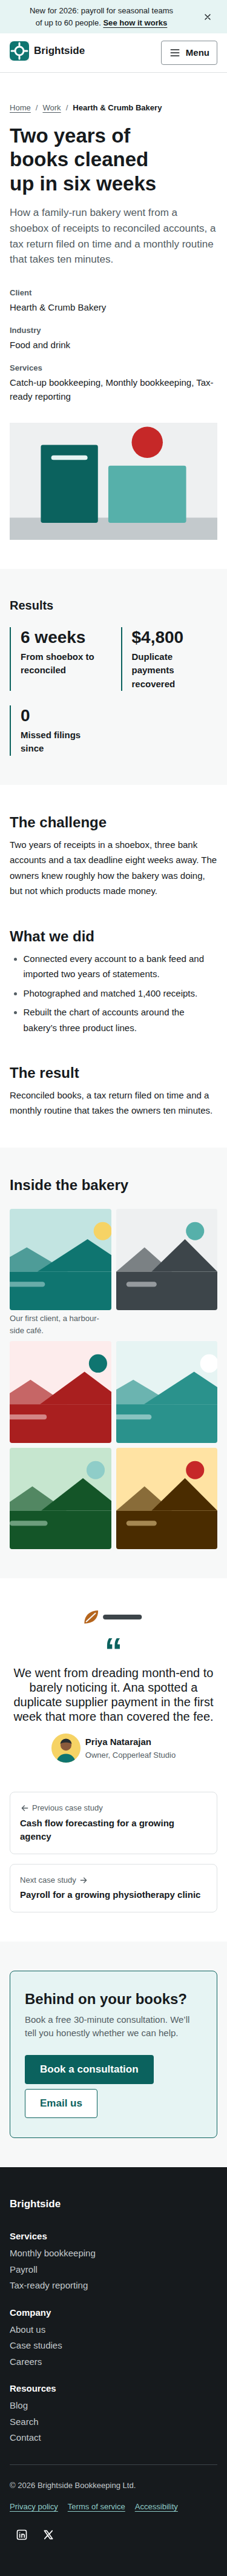 New for 2026: payroll for seasonal teams
of up to 60 people. See how it works
Brightside
Menu
Home / Work / Hearth & Crumb Bakery
Two years of
books cleaned
up in six weeks
How a family-run bakery went from a
shoebox of receipts to reconciled accounts, a
tax return filed on time and a monthly routine
that takes ten minutes.
Client
Hearth & Crumb Bakery
Industry
Food and drink
Services
Catch-up bookkeeping, Monthly bookkeeping, Tax-
ready reporting
Results
6 weeks
From shoebox to
reconciled
$4,800
Duplicate
payments
recovered
0
Missed filings
since
The challenge
Two years of receipts in a shoebox, three bank
accounts and a tax deadline eight weeks away. The
owners knew roughly how the bakery was doing,
but not which products made money.
What we did
Connected every account to a bank feed and
imported two years of statements.
Photographed and matched 1,400 receipts.
Rebuilt the chart of accounts around the
bakery’s three product lines.
The result
Reconciled books, a tax return filed on time and a
monthly routine that takes the owners ten minutes.
Inside the bakery
Our first client, a harbour-
side café.
“
We went from dreading month-end to
barely noticing it. Ana spotted a
duplicate supplier payment in the first
week that more than covered the fee.
Priya Natarajan
Owner, Copperleaf Studio
Previous case study
Cash flow forecasting for a growing
agency
Next case study
Payroll for a growing physiotherapy clinic
Behind on your books?
Book a free 30-minute consultation. We’ll
tell you honestly whether we can help.
Book a consultation
Email us
Brightside
Services
Monthly bookkeeping
Payroll
Tax-ready reporting
Company
About us
Case studies
Careers
Resources
Blog
Search
Contact
© 2026 Brightside Bookkeeping Ltd.
Privacy policy Terms of service Accessibility